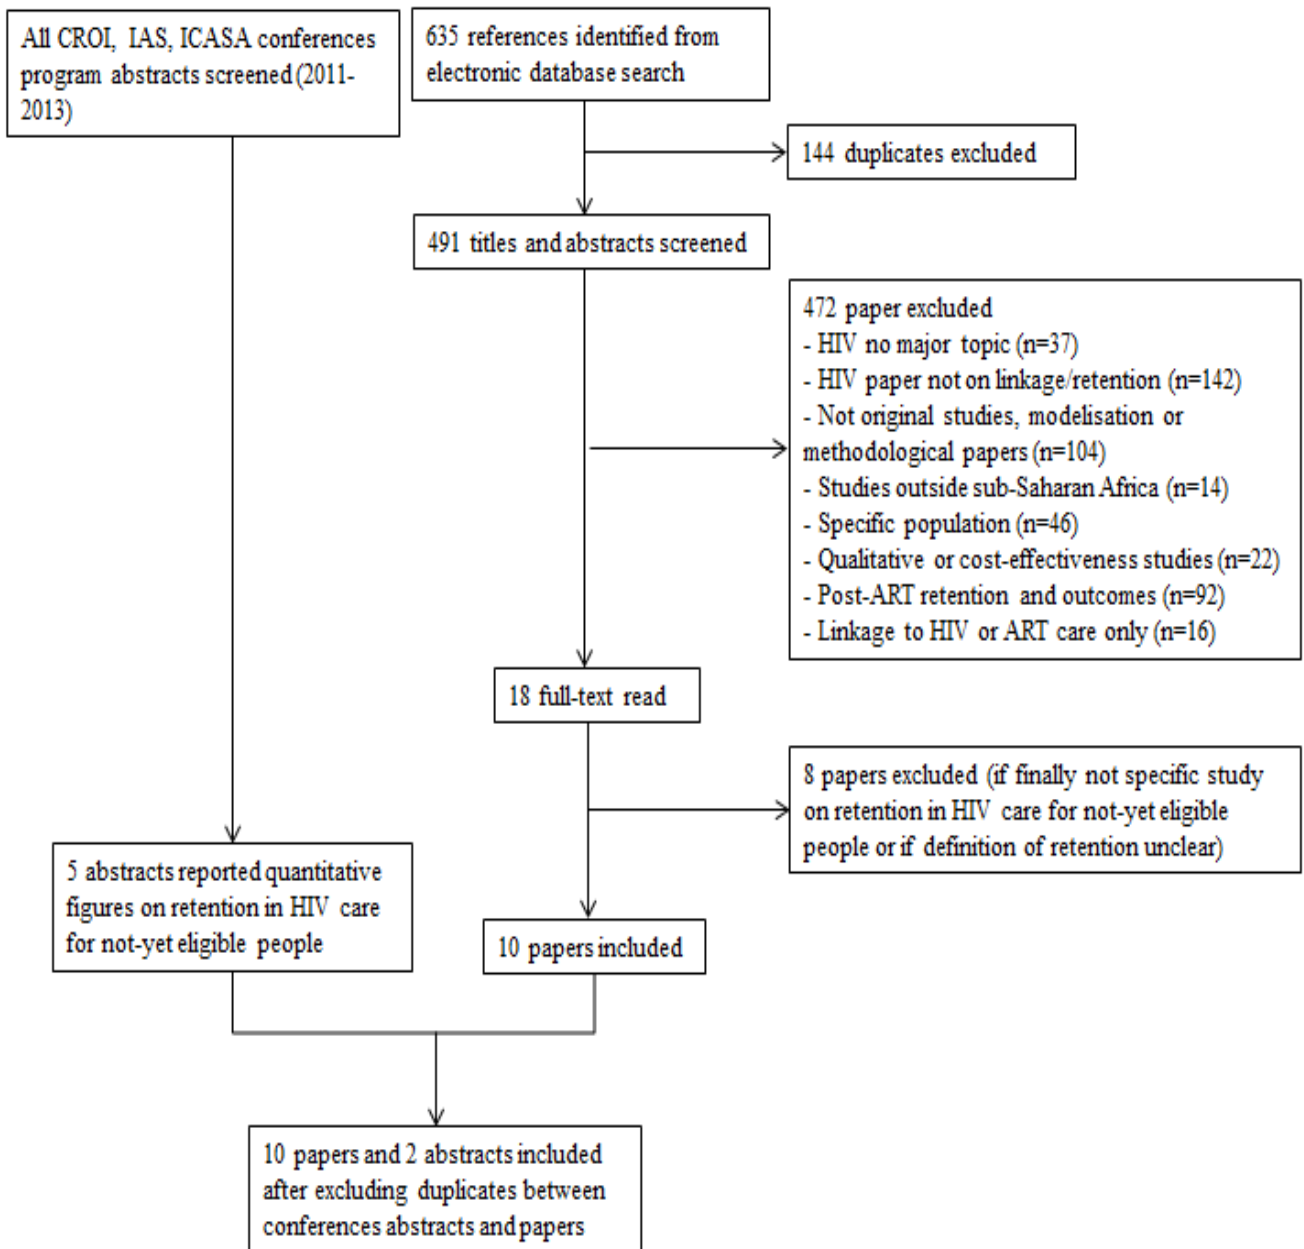 All CROI, IAS, ICASA conferences
program abstracts screened (2011-
2013)
635 references identified from
electronic database search
144 duplicates excluded
491 titles and abstracts screened
472 paper excluded
- HIV no major topic (n=37)
- HIV paper not on linkage/retention (n=142)
- Not original studies, modelisation or
methodological papers (n=104)
- Studies outside sub-Saharan Africa (n=14)
- Specific population (n=46)
- Qualitative or cost-effectiveness studies (n=22)
- Post-ART retention and outcomes (n=92)
- Linkage to HIV or ART care only (n=16)
18 full-text read
8 papers excluded (if finally not specific study
on retention in HIV care for not-yet eligible
people or if definition of retention unclear)
5 abstracts reported quantitative
figures on retention in HIV care
for not-yet eligible people
10 papers included
10 papers and 2 abstracts included
after excluding duplicates between
conferences abstracts and papers